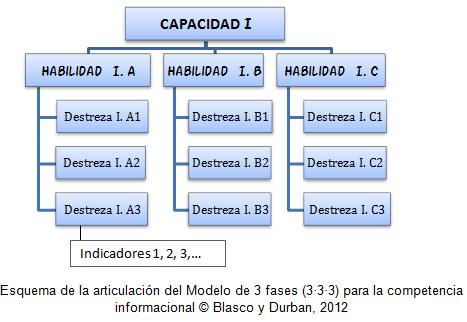 CAPACIDAD I
HABILIDAD I. A
HABILIDAD I. B
HABILIDAD I. C
Destreza I. A1
Destreza I. B1
Destreza I. C1
Destreza I. A2
Destreza I. B2
Destreza I. C2
Destreza I. A3
Destreza I. B3
Destreza I. C3
Indicadores 1, 2, 3,...
Esquema de la articulación del Modelo de 3 fases (3·3·3) para la competencia
informacional © Blasco y Durban, 2012